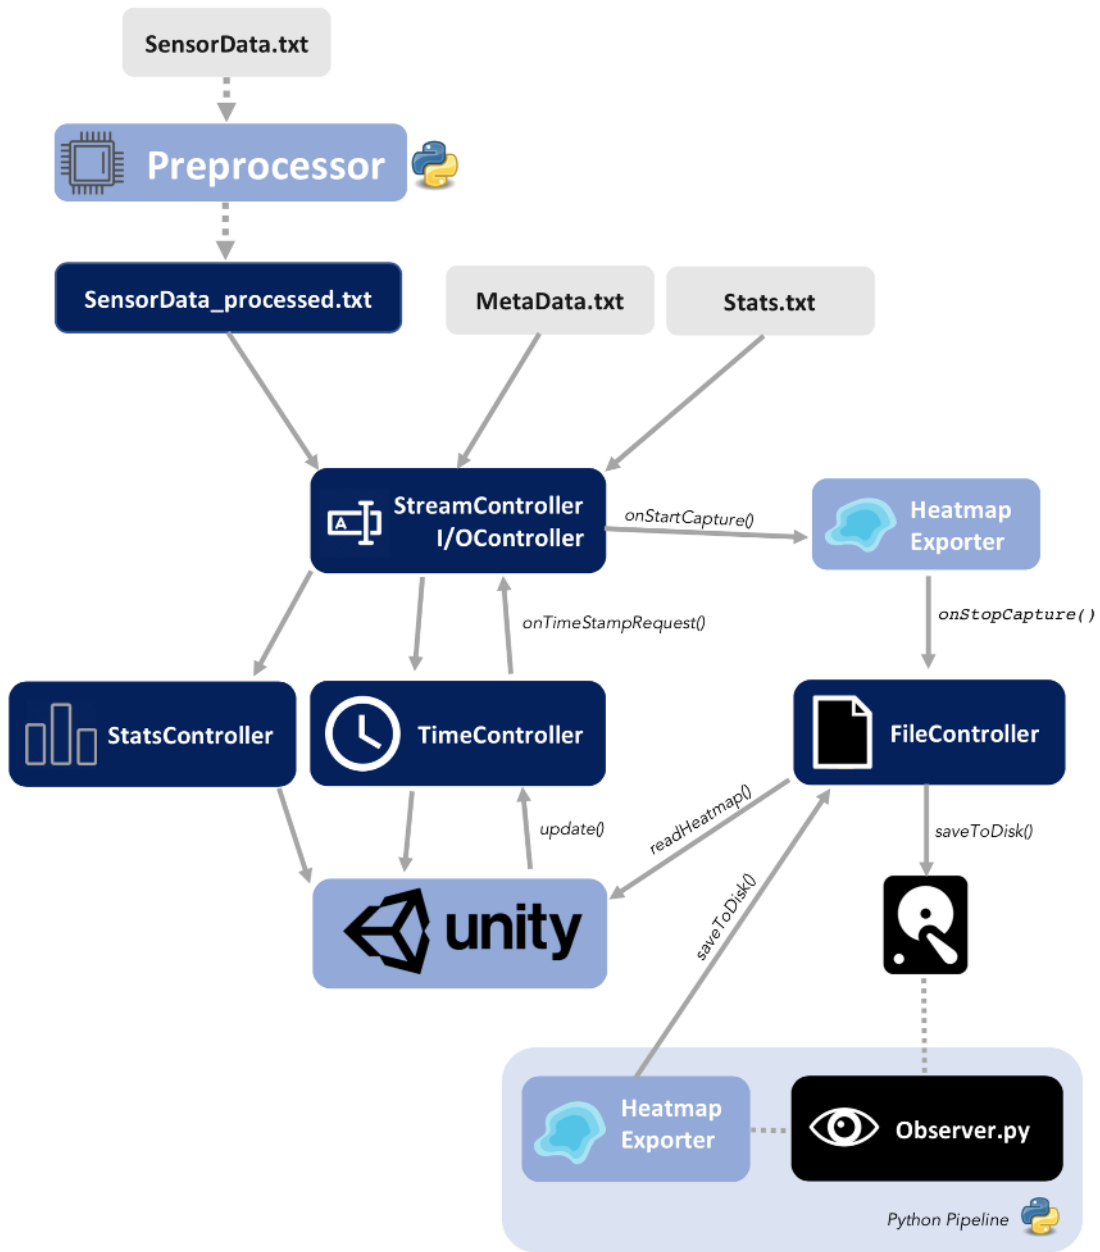 SensorData.txt
Preprocessor
SensorData_processed.txt
MetaData.txt
Stats.txt
A
StreamController
I/OController
onStartCapture()
Heatmap
Exporter
onTimeStampRequest()
onStopCapture()
StatsController
TimeController
FileController
readHeatmap()
update()
saveToDisk()
saveToDisk()
unity
Heatmap
Exporter
Observer.py
Python Pipeline